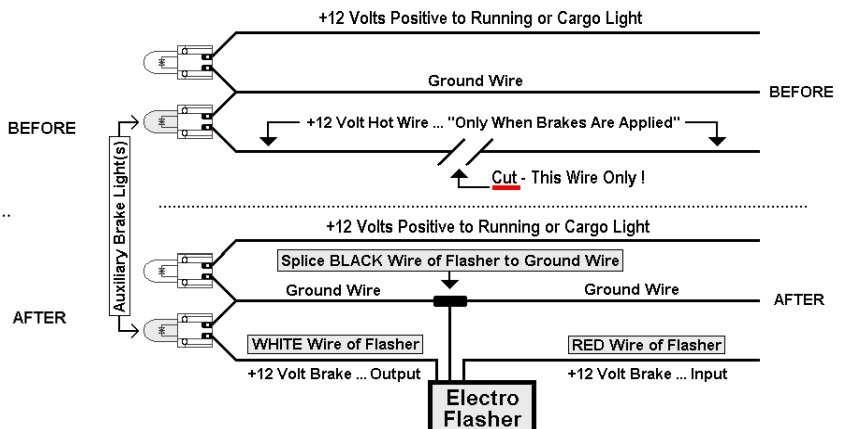 +12 Volts Positive to Running or Cargo Light
Ground Wire
BEFORE
BEFORE
+12 Volt Hot Wire ... "Only When Brakes Are Applied"
Cut - This Wire Only !
Auxiliary Brake Light(s)
..
+12 Volts Positive to Running or Cargo Light
Splice BLACK Wire of Flasher to Ground Wire
Ground Wire
Ground Wire
AFTER
AFTER
WHITE Wire of Flasher
RED Wire of Flasher
+12 Volt Brake ... Output
+12 Volt Brake ... Input
Electro
Flasher